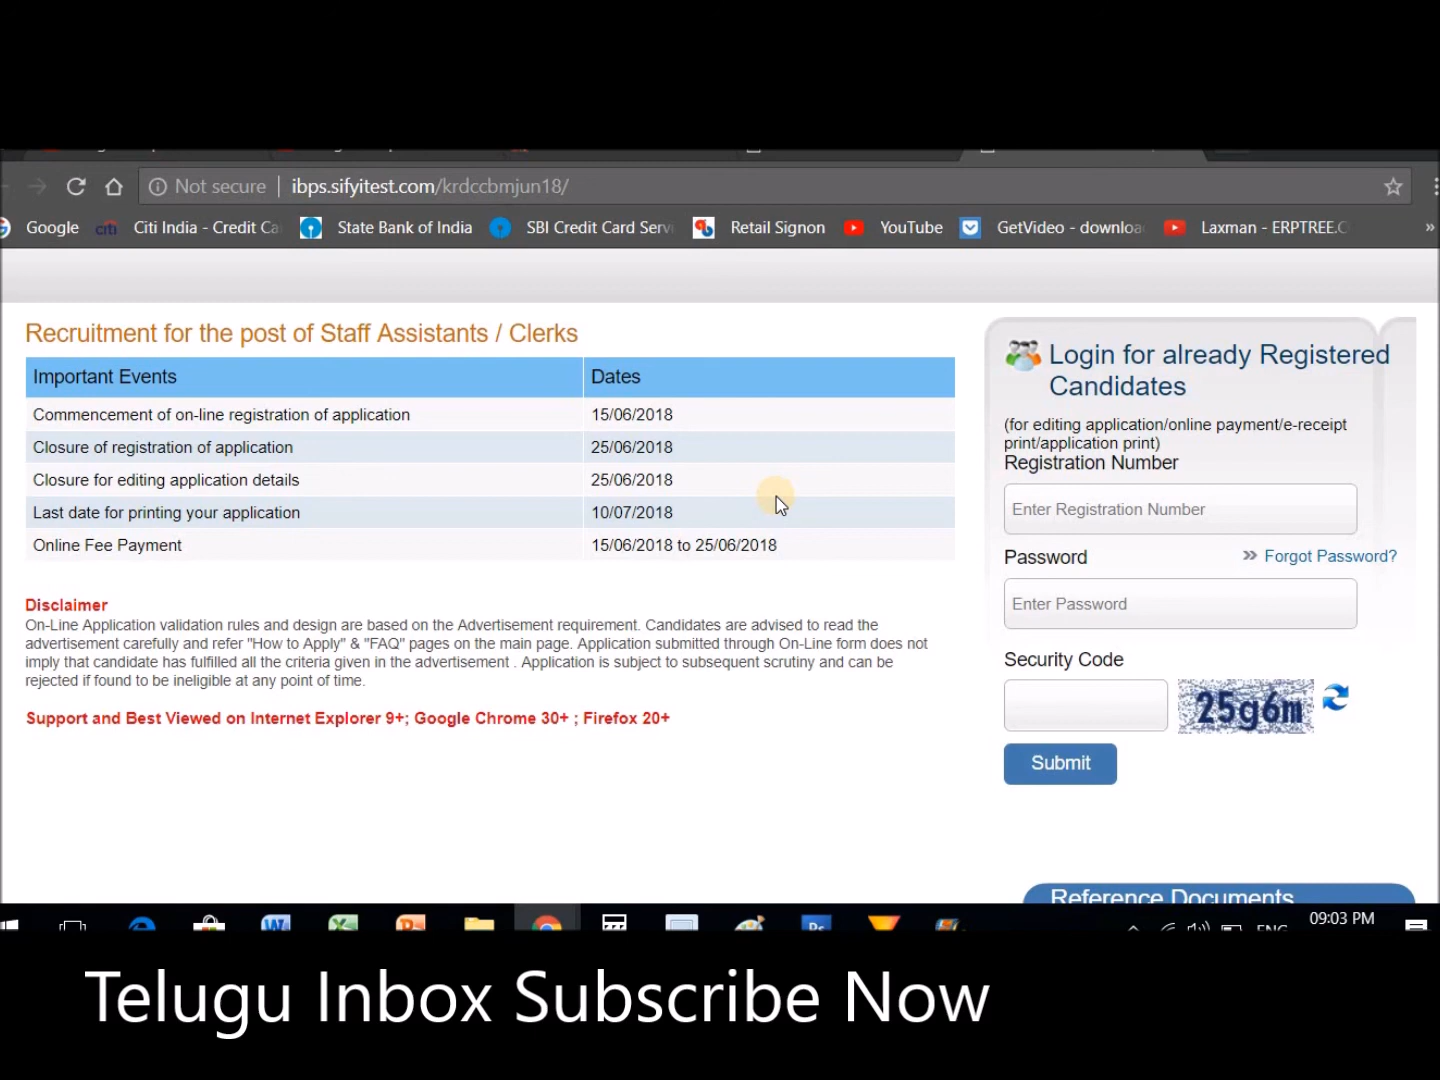 Not secure | ibps.sifyitest.com/krdccbmjun18/
Google Citi India - Credit Ca State Bank of India SBI Credit Card Servi Retail Signon YouTube GetVideo - downloa Laxman - ERPTREE.C »
Recruitment for the post of Staff Assistants / Clerks
Important Events Dates
Commencement of on-line registration of application 15/06/2018
Closure of registration of application 25/06/2018
Closure for editing application details 25/06/2018
Last date for printing your application 10/07/2018
Online Fee Payment 15/06/2018 to 25/06/2018
Disclaimer
On-Line Application validation rules and design are based on the Advertisement requirement. Candidates are advised to read the
advertisement carefully and refer "How to Apply" & "FAQ" pages on the main page. Application submitted through On-Line form does not
imply that candidate has fulfilled all the criteria given in the advertisement . Application is subject to subsequent scrutiny and can be
rejected if found to be ineligible at any point of time.
Support and Best Viewed on Internet Explorer 9+; Google Chrome 30+ ; Firefox 20+
Login for already Registered
Candidates
(for editing application/online payment/e-receipt
print/application print)
Registration Number
Enter Registration Number
Password » Forgot Password?
Enter Password
Security Code
25g6m
Submit
Reference Documents
ENG 09:03 PM
Telugu Inbox Subscribe Now